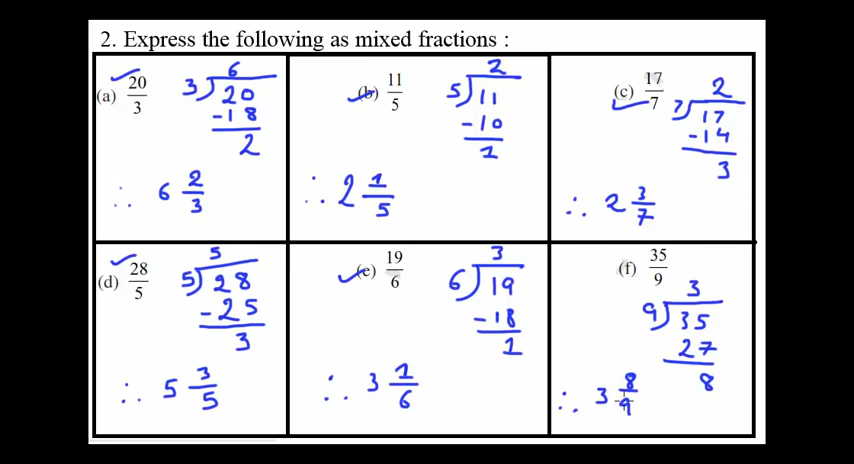 2. Express the following as mixed fractions :
(a) 20/3
6
3)20
-18
2
∴ 6 2/3
(b) 11/5
2
5)11
-10
1
∴ 2 1/5
(c) 17/7
2
7)17
-14
3
∴ 2 3/7
(d) 28/5
5
5)28
-25
3
∴ 5 3/5
(e) 19/6
3
6)19
-18
1
∴ 3 1/6
(f) 35/9
3
9)35
27
8
∴ 3 8/9